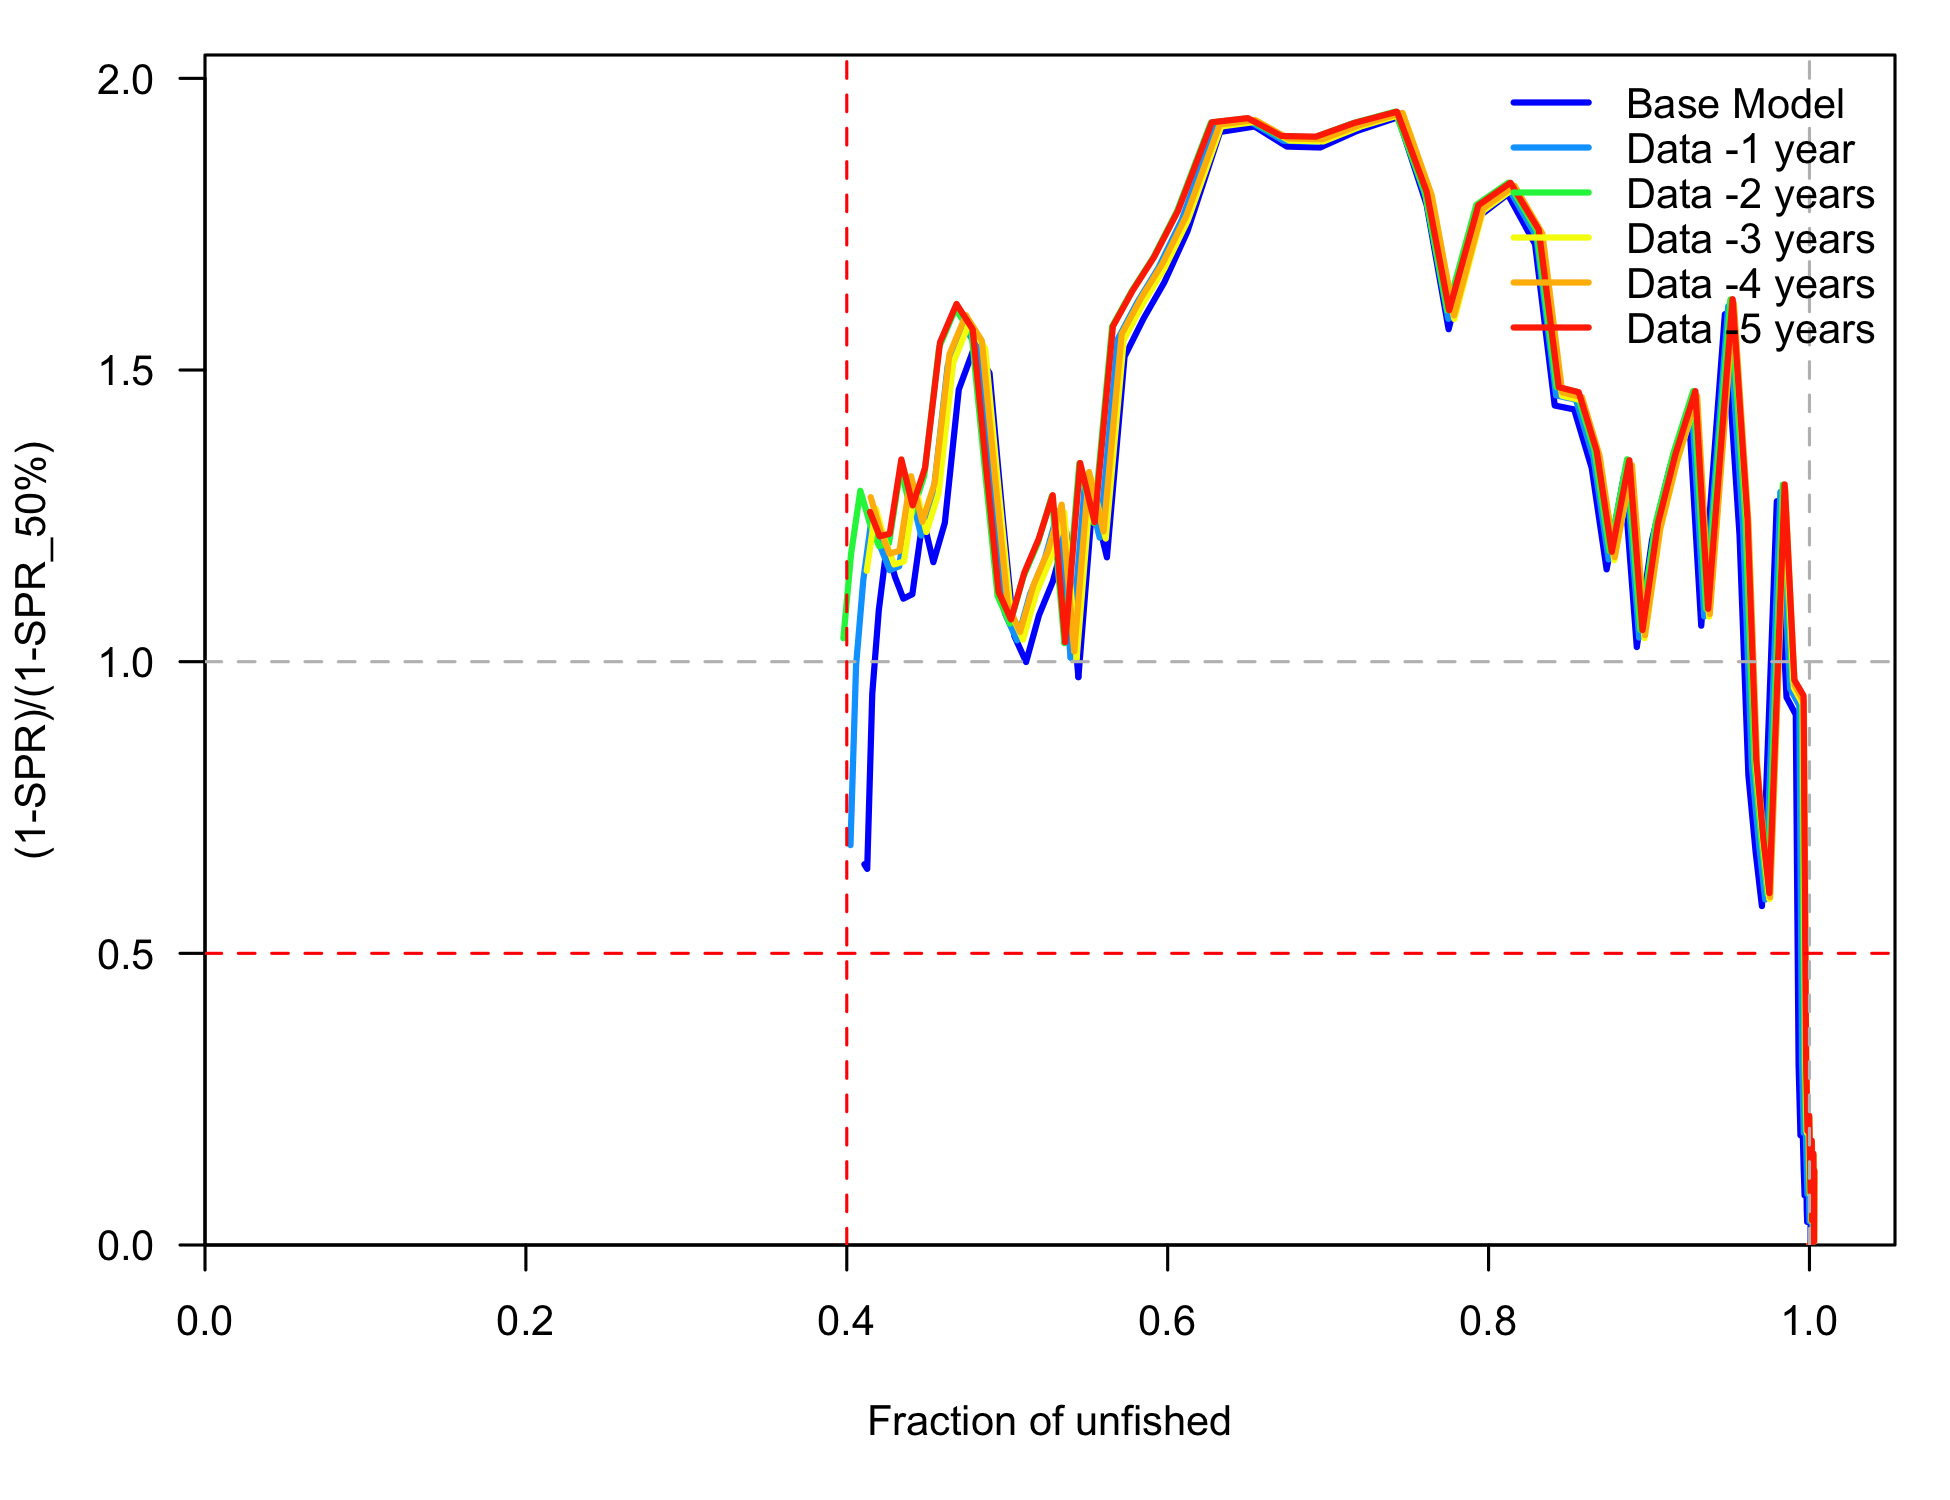 2.0
1.5
1.0
0.5
0.0
(1-SPR)/(1-SPR_50%)
Base Model
Data -1 year
Data -2 years
Data -3 years
Data -4 years
Data -5 years
0.0 0.2 0.4 0.6 0.8 1.0
Fraction of unfished